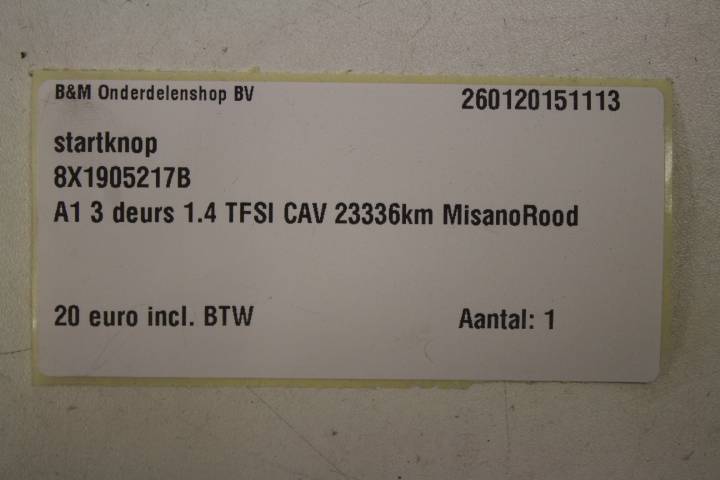 B&M Onderdelenshop BV 260120151113
startknop
8X1905217B
A1 3 deurs 1.4 TFSI CAV 23336km MisanoRood
20 euro incl. BTW Aantal: 1